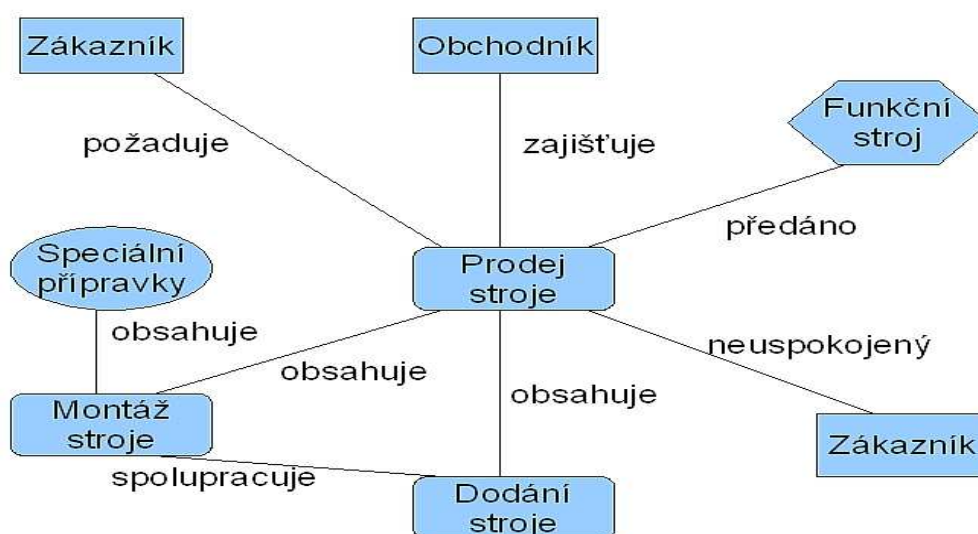 Zákazník
Obchodník
Funkční
stroj
požaduje
zajišťuje
předáno
Speciální
přípravky
Prodej
stroje
obsahuje
neuspokojený
obsahuje
obsahuje
Montáž
stroje
Zákazník
spolupracuje
Dodání
stroje